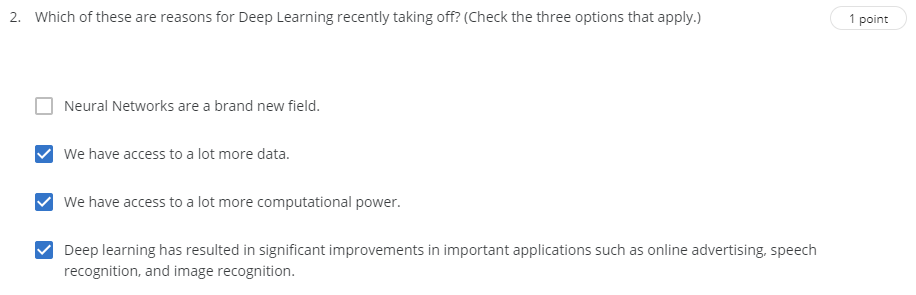 2. Which of these are reasons for Deep Learning recently taking off? (Check the three options that apply.)
1 point
Neural Networks are a brand new field.
We have access to a lot more data.
We have access to a lot more computational power.
Deep learning has resulted in significant improvements in important applications such as online advertising, speech
recognition, and image recognition.